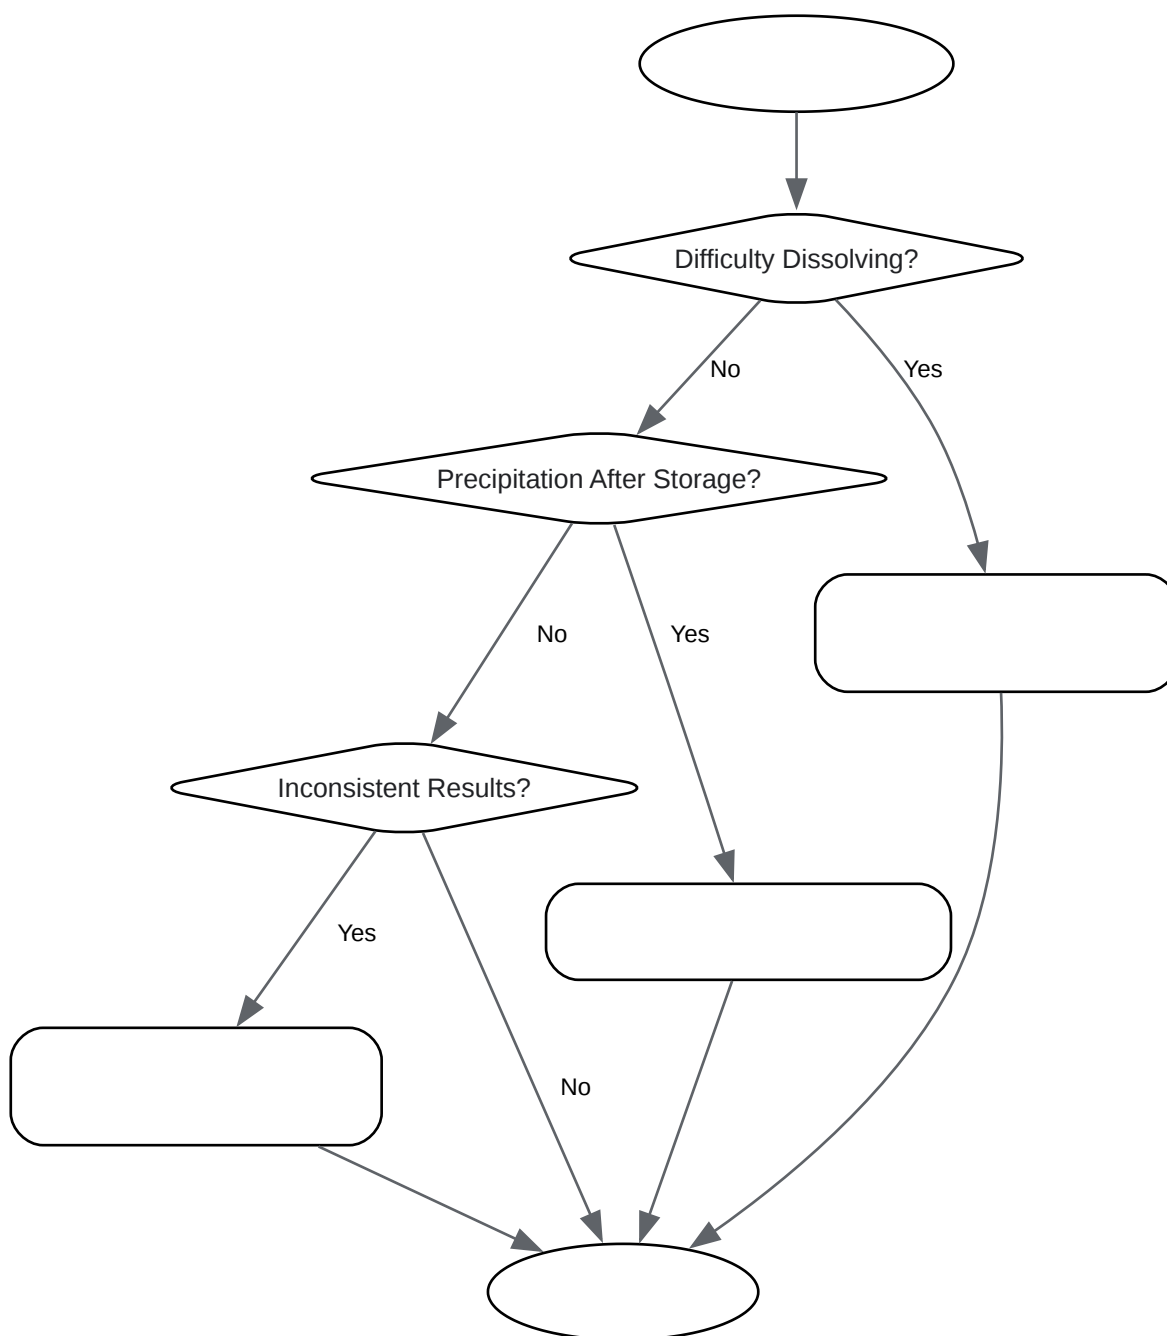 Difficulty Dissolving?
No
Yes
Precipitation After Storage?
No
Yes
Inconsistent Results?
Yes
No